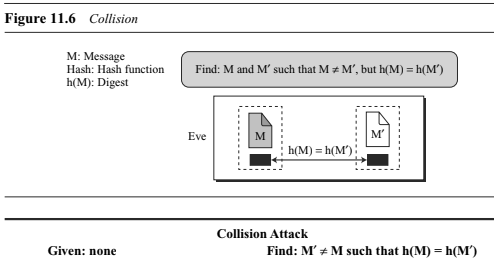 Figure 11.6 Collision
M: Message
Hash: Hash function
h(M): Digest
Find: M and M′ such that M ≠ M′, but h(M) = h(M′)
Eve
M
M′
h(M) = h(M′)
Collision Attack
Given: none Find: M′ ≠ M such that h(M) = h(M′)